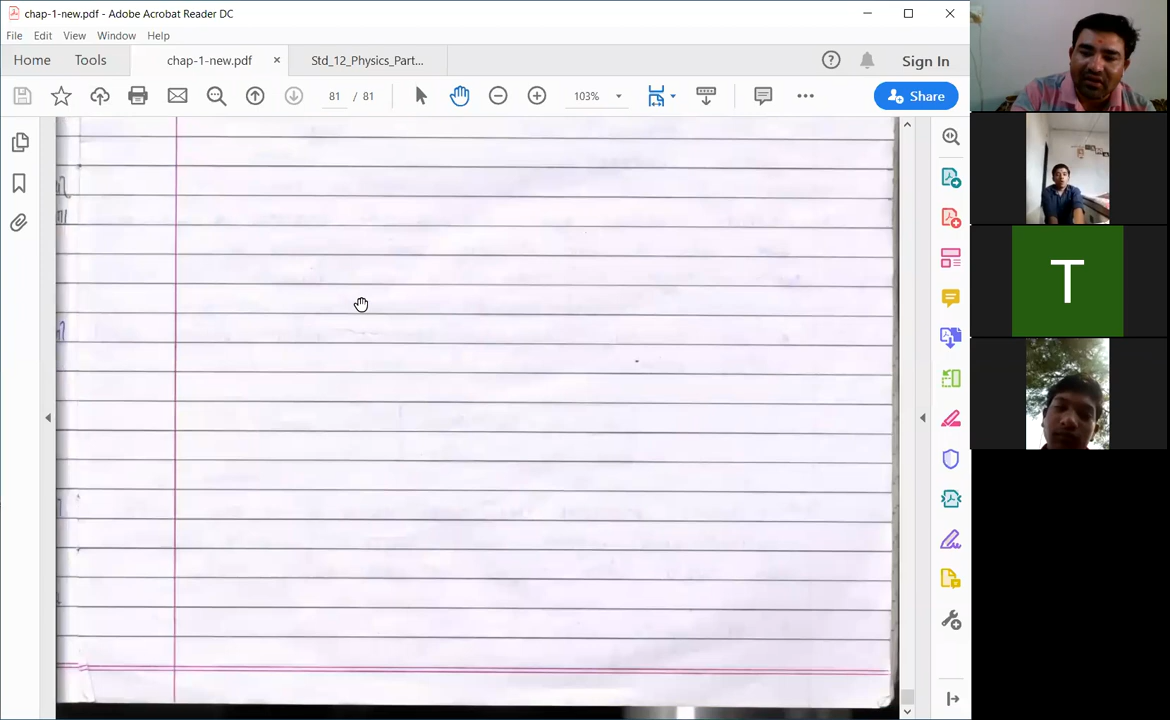 chap-1-new.pdf - Adobe Acrobat Reader DC
File Edit View Window Help
Home Tools chap-1-new.pdf × Std_12_Physics_Part... Sign In
81 / 81 103% Share
T